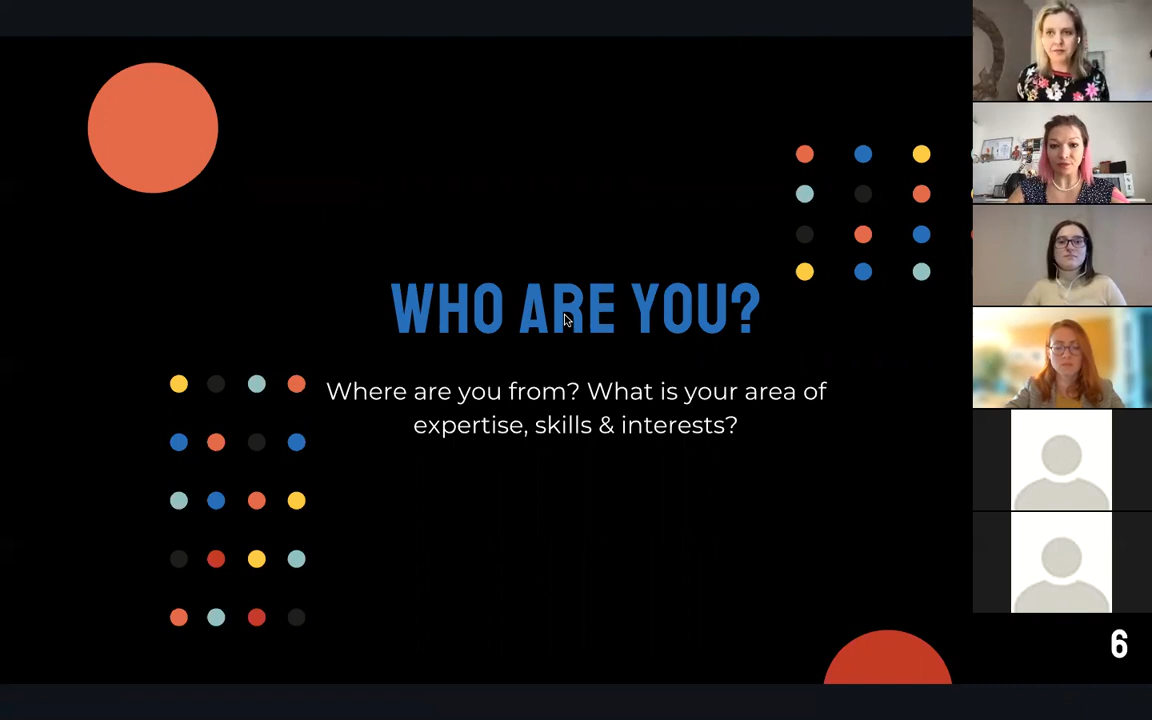 WHO ARE YOU?
Where are you from? What is your area of
expertise, skills & interests?
6